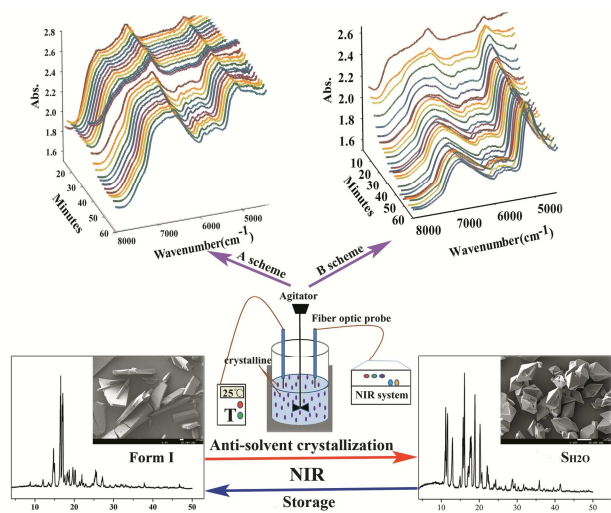 2.8
2.6
2.4
2.2
2.0
1.8
1.6
Abs.
20
30
40
50
60
Minutes
8000
7000
6000
5000
Wavenumber(cm-1)
2.6
2.4
2.2
2.0
1.8
1.6
Abs.
10
20
30
40
50
60
Minutes
8000
7000
6000
5000
Wavenumber(cm-1)
A scheme
B scheme
Agitator
Fiber optic probe
crystalline
25℃
T
NIR system
Form I
0
10
20
30
40
50
Anti-solvent crystallization
NIR
Storage
SH2O
10
20
30
40
50